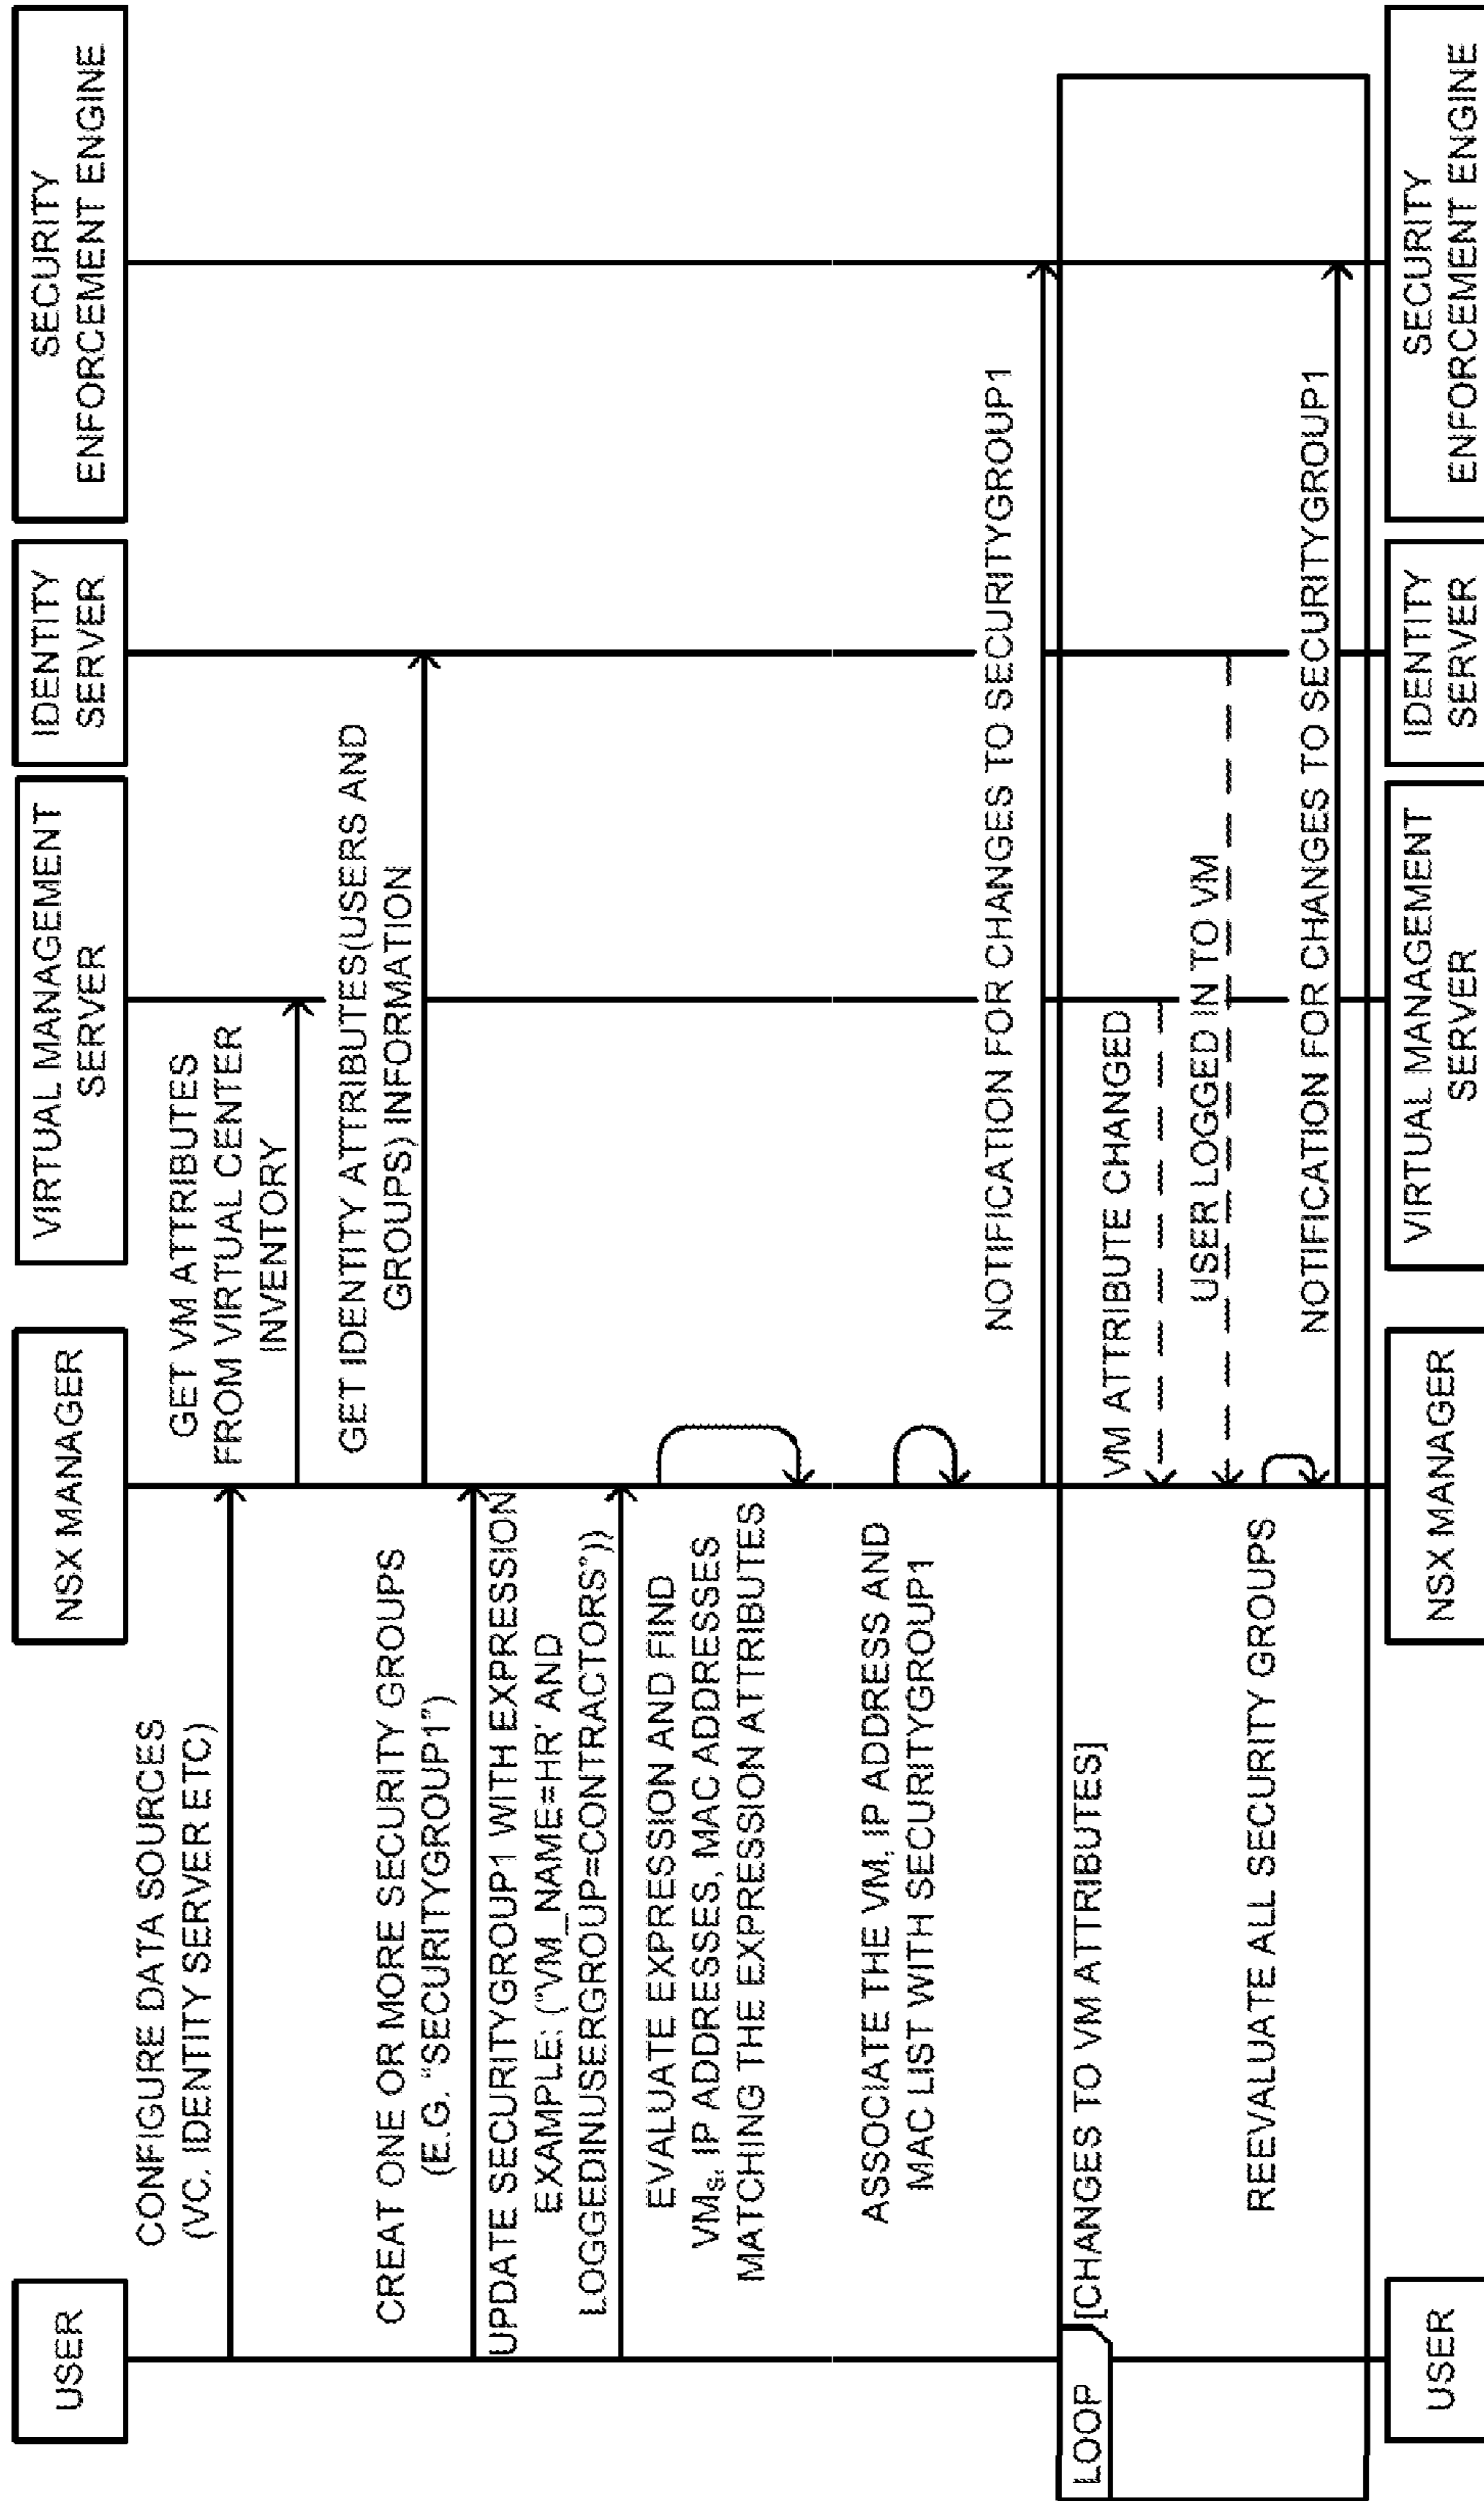 USER
NSX MANAGER
VIRTUAL MANAGEMENT
SERVER
IDENTITY
SERVER
SECURITY
ENFORCEMENT ENGINE
CONFIGURE DATA SOURCES
(VC, IDENTITY SERVER ETC)
GET VM ATTRIBUTES
FROM VIRTUAL CENTER
INVENTORY
GET IDENTITY ATTRIBUTES(USERS AND
GROUPS) INFORMATION
CREAT ONE OR MORE SECURITY GROUPS
(E.G. "SECURITYGROUP1")
UPDATE SECURITYGROUP1 WITH EXPRESSION
EXAMPLE: ("VM_NAME=HR' AND
LOGGEDINUSERGROUP=CONTRACTORS"))
EVALUATE EXPRESSION AND FIND
VMs, IP ADDRESSES, MAC ADDRESSES
MATCHING THE EXPRESSION ATTRIBUTES
ASSOCIATE THE VM, IP ADDRESS AND
MAC LIST WITH SECURITYGROUP1
NOTIFICATION FOR CHANGES TO SECURITYGROUP1
LOOP
[CHANGES TO VM ATTRIBUTES]
VM ATTRIBUTE CHANGED
USER LOGGED IN TO VM
REEVALUATE ALL SECURITY GROUPS
NOTIFICATION FOR CHANGES TO SECURITYGROUP1
USER
NSX MANAGER
VIRTUAL MANAGEMENT
SERVER
IDENTITY
SERVER
SECURITY
ENFORCEMENT ENGINE